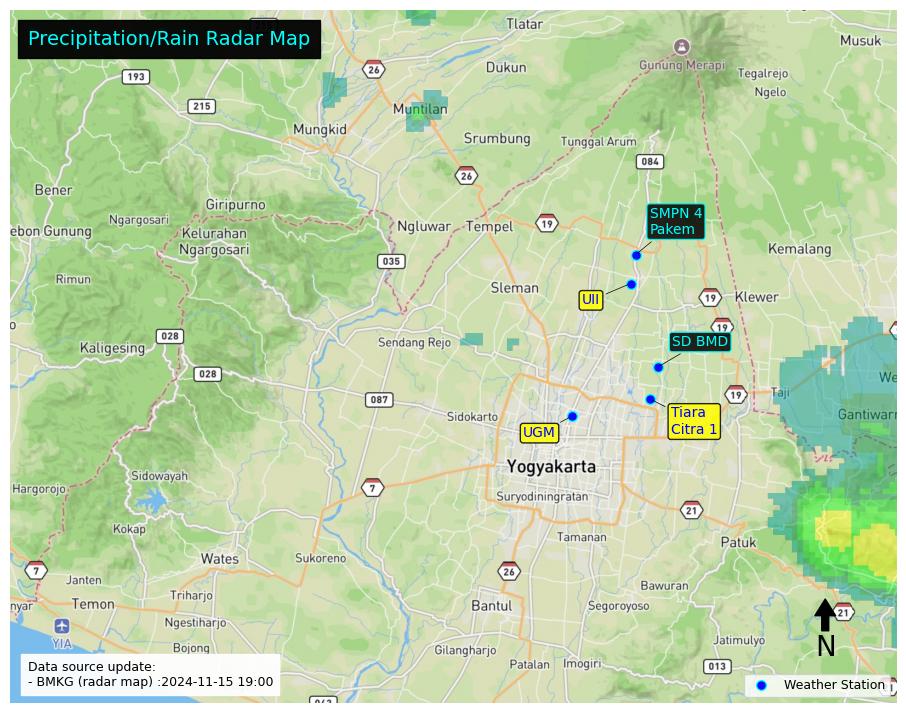 Precipitation/Rain Radar Map
Tlatar
Musuk
26
193
Dukun
Gunung Merapi
Tegalrejo
Ngelo
215
Muntilan
Mungkid
Srumbung
Tunggal Arum
084
26
Bener
Giripurno
Ngargosari
SMPN 4
Pakem
ebon Gunung
Kelurahan
Ngargosari
Ngluwar
Tempel
19
Kemalang
035
Rimun
Sleman
UII
19
Klewer
19
028
Kaligesing
Sendang Rejo
SD BMD
028
We
19
Taji
087
Sidokarto
Tiara
Citra 1
Gantiwarn
UGM
Yogyakarta
Sidowayah
Hargorojo
7
Suryodiningratan
21
Kokap
Tamanan
Patuk
Wates
Sukoreno
7
26
Janten
Triharjo
Bawuran
nyar
Temon
Bantul
Segoroyoso
21
Ngestiharjo
N
YIA
Bojong
Gilangharjo
Jatimulyo
Patalan
Imogiri
013
Data source update:
- BMKG (radar map) :2024-11-15 19:00
Weather Station